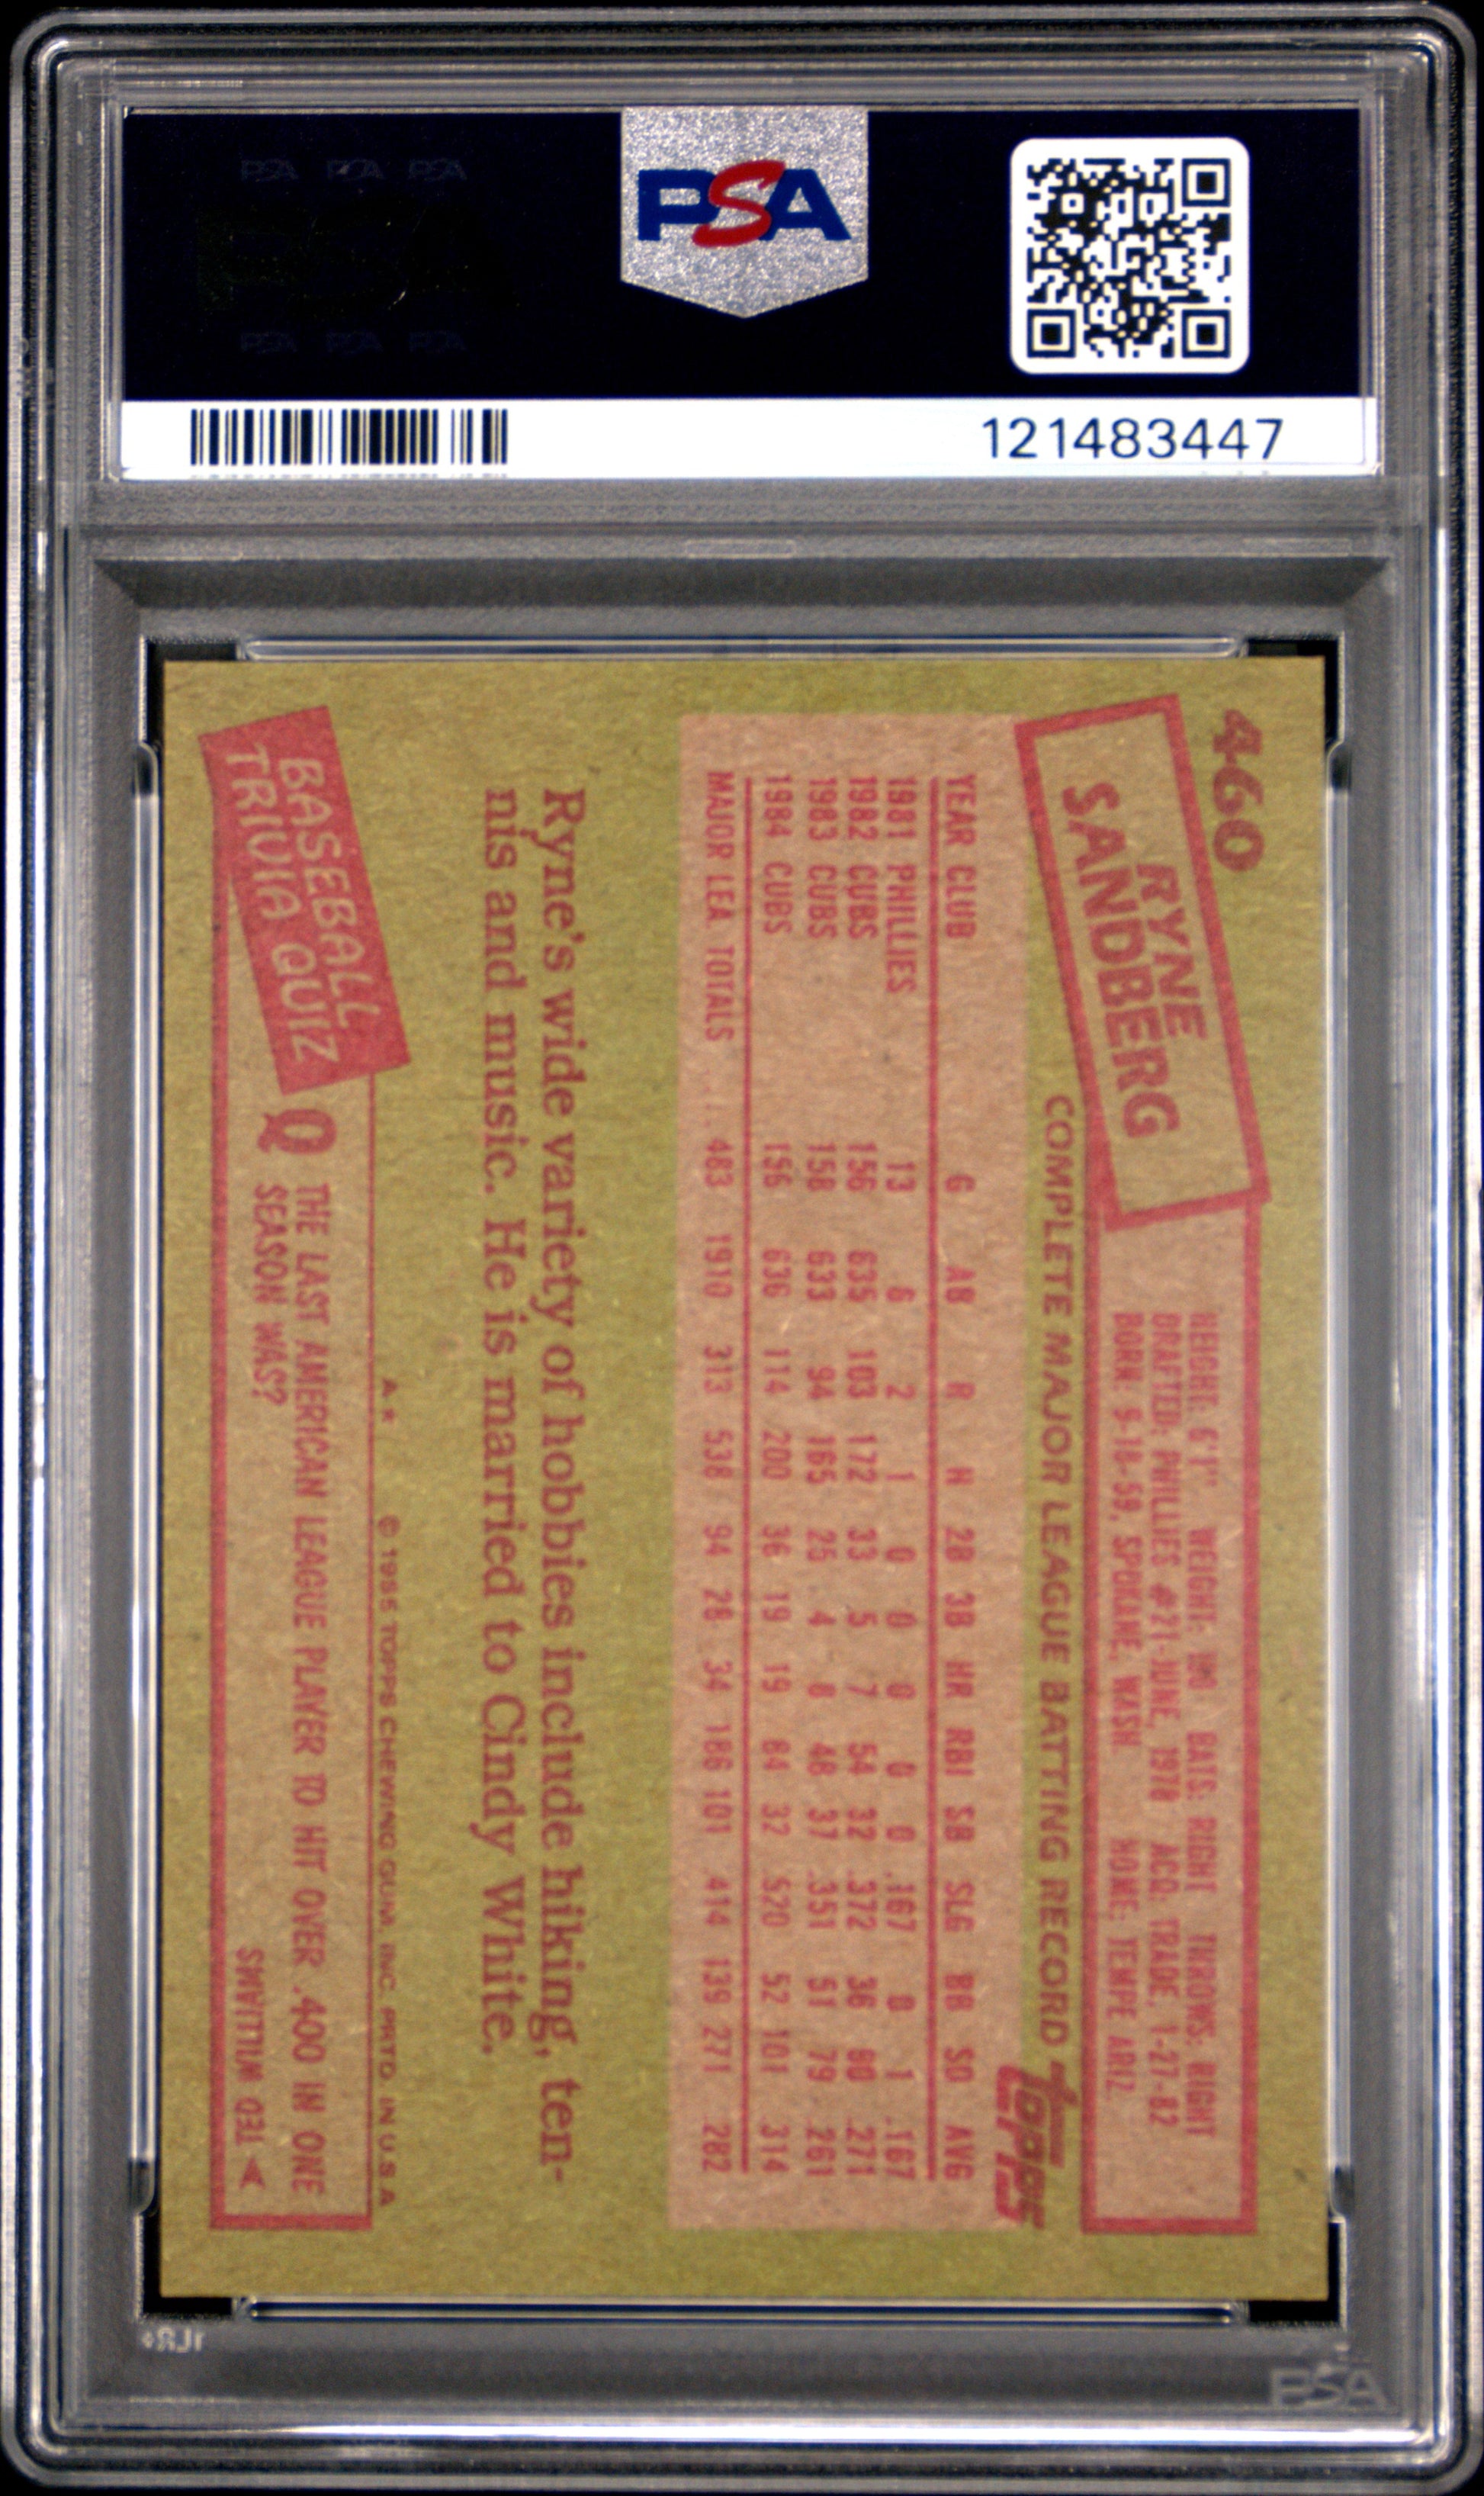 PSA PSA PSA
PSA
PSA PSA PSA
121483447
460
RYNE
SANDBERG
HEIGHT: 6'1" WEIGHT: 180 BATS: RIGHT THROWS: RIGHT
DRAFTED: PHILLIES #21-JUNE, 1978 ACQ: TRADE, 1-27-82
BORN: 9-18-59, SPOKANE, WASH. HOME: TEMPE ARIZ.
COMPLETE MAJOR LEAGUE BATTING RECORD
topps
YEAR CLUB G AB R H 2B 3B HR RBI SB SLG BB SO AVG
1981 PHILLIES 13 6 2 1 0 0 0 0 0 .167 0 1 .167
1982 CUBS 156 635 103 172 33 5 7 54 32 .372 36 90 .271
1983 CUBS 158 633 94 165 25 4 8 48 37 .351 51 79 .261
1984 CUBS 156 636 114 200 36 19 19 84 32 .520 52 101 .314
MAJOR LEA TOTALS .. 483 1910 313 538 94 28 34 186 101 .414 139 271 .282
Ryne's wide variety of hobbies include hiking, ten-
nis and music. He is married to Cindy White.
A* © 1985 TOPPS CHEWING GUM, INC. PRTD. IN U.S.A.
BASEBALL
TRIVIA QUIZ
Q THE LAST AMERICAN LEAGUE PLAYER TO HIT OVER .400 IN ONE
SEASON WAS?
TED WILLIAMS A
PSA